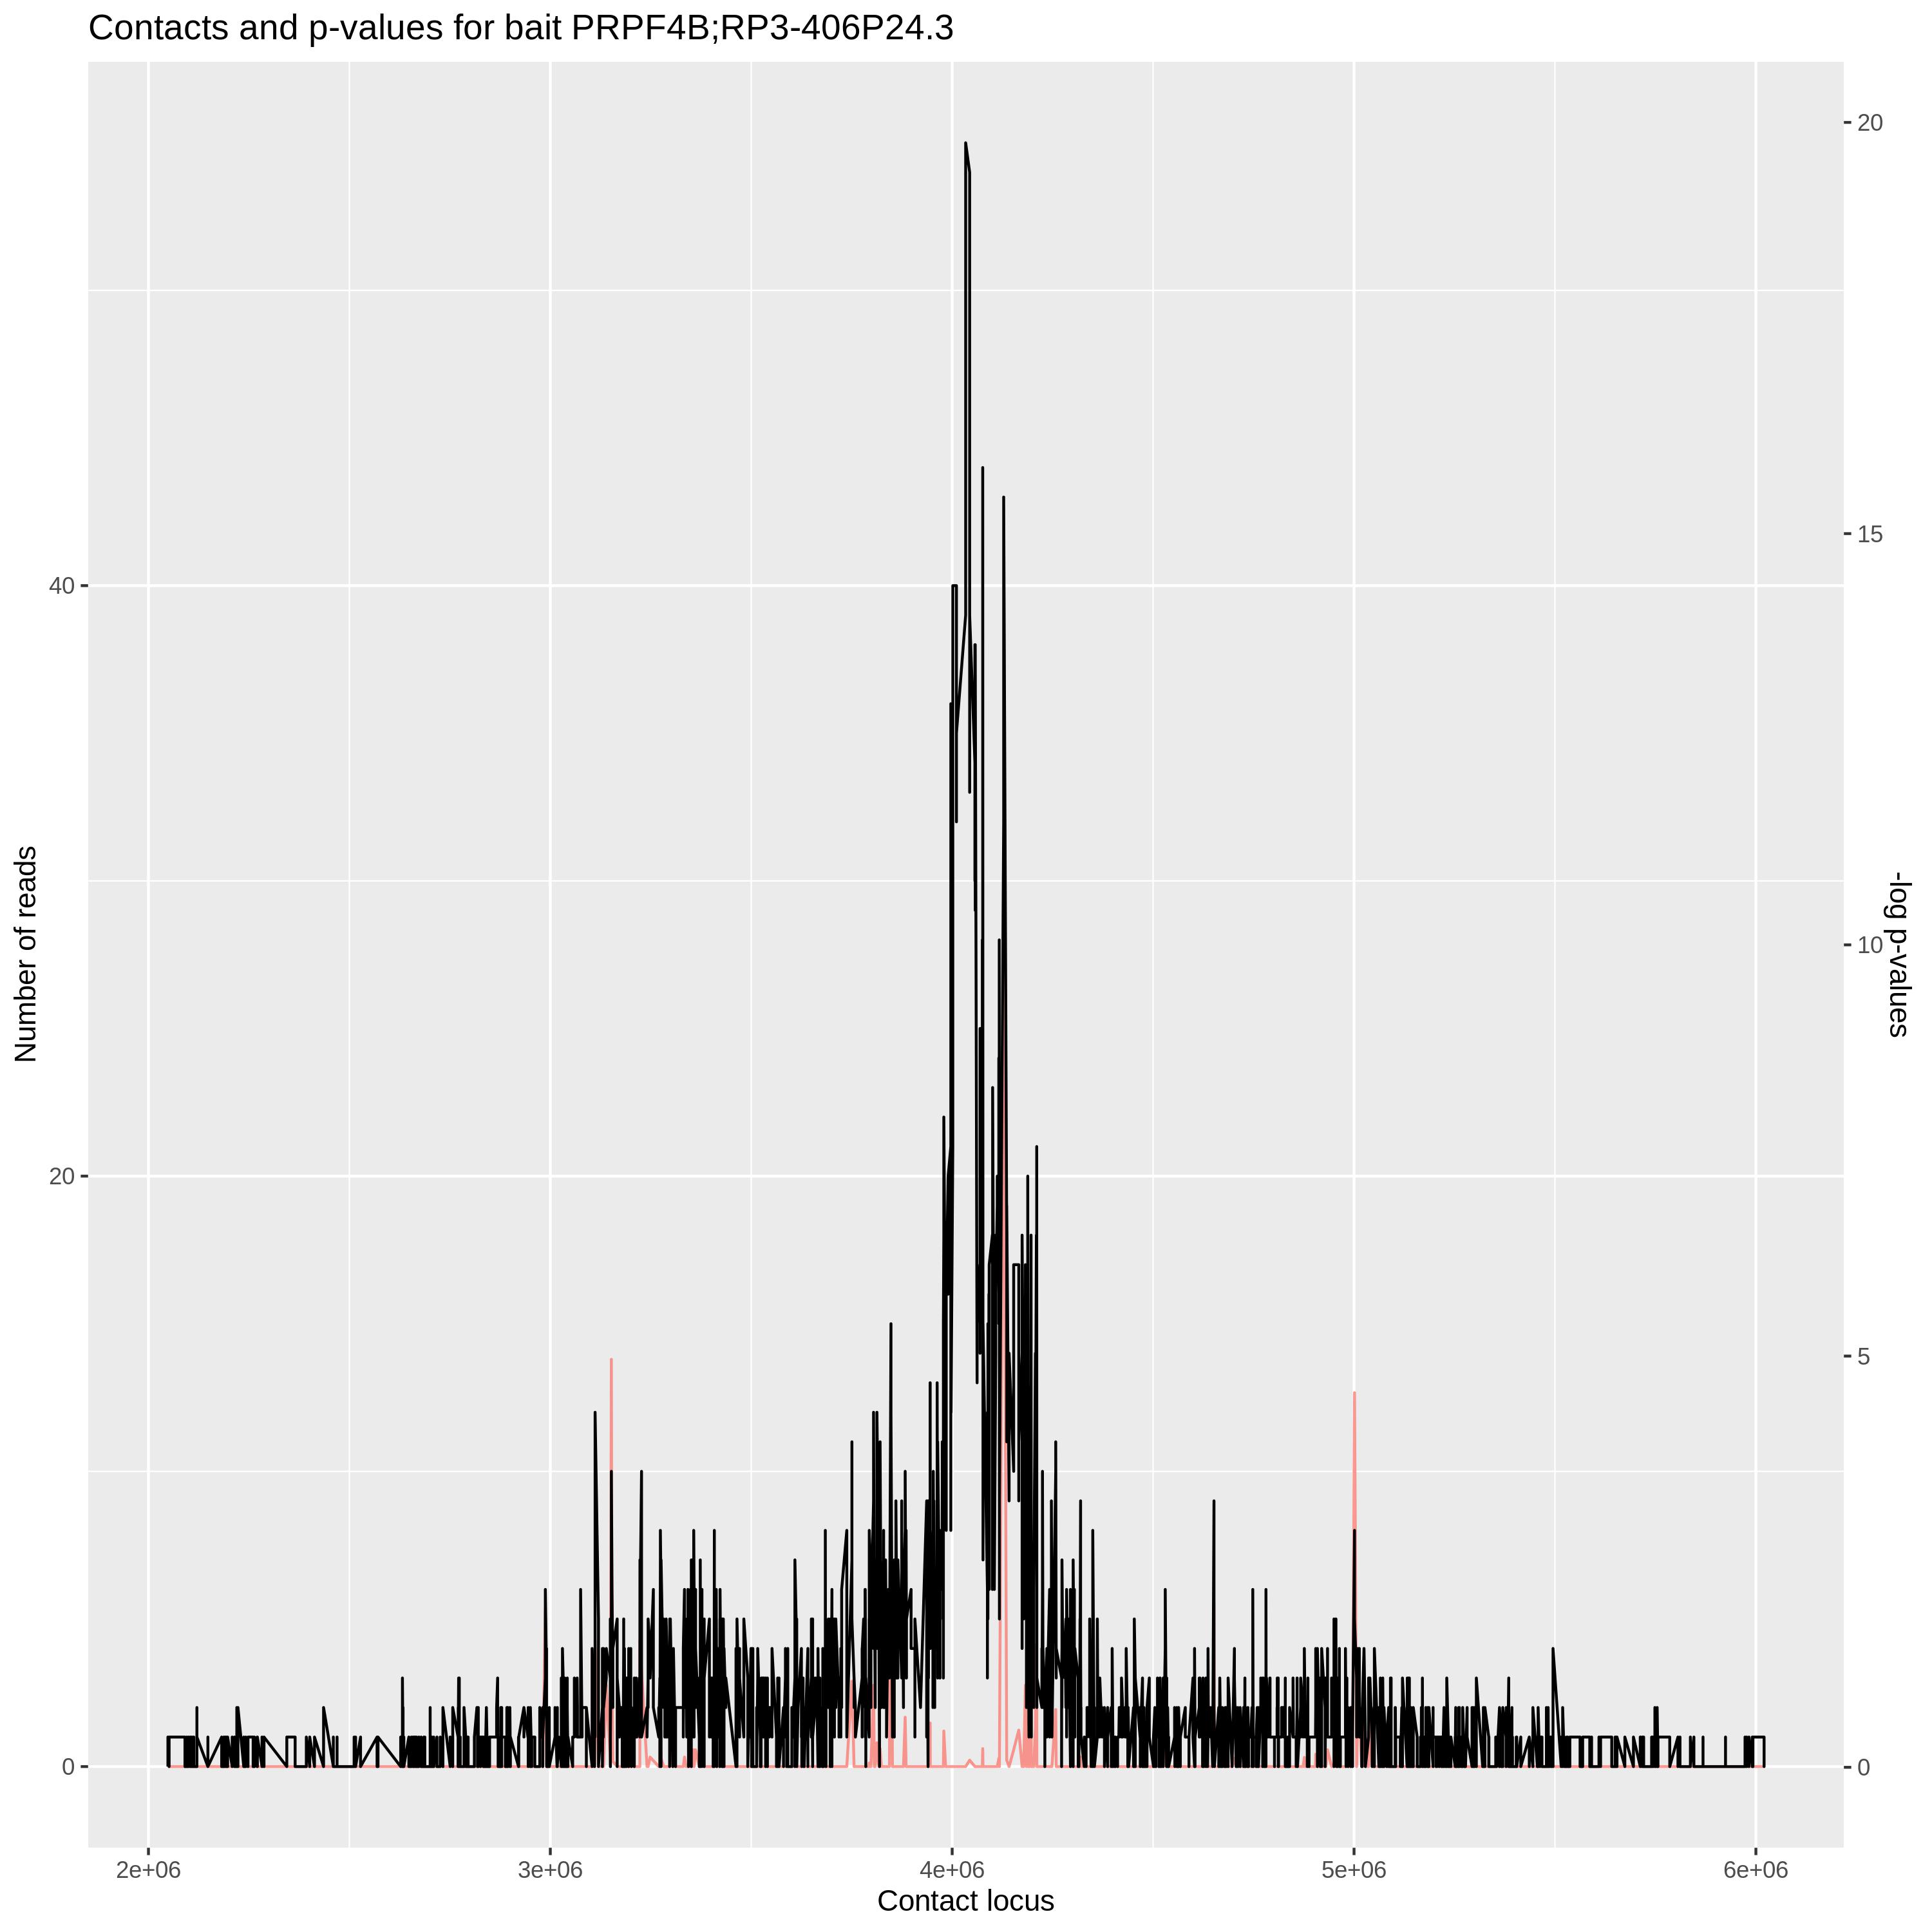 Contacts and p-values for bait PRPF4B;RP3-406P24.3
Number of reads
40
20
0
20
15
10
5
0
-log p-values
2e+06 3e+06 4e+06 5e+06 6e+06
Contact locus